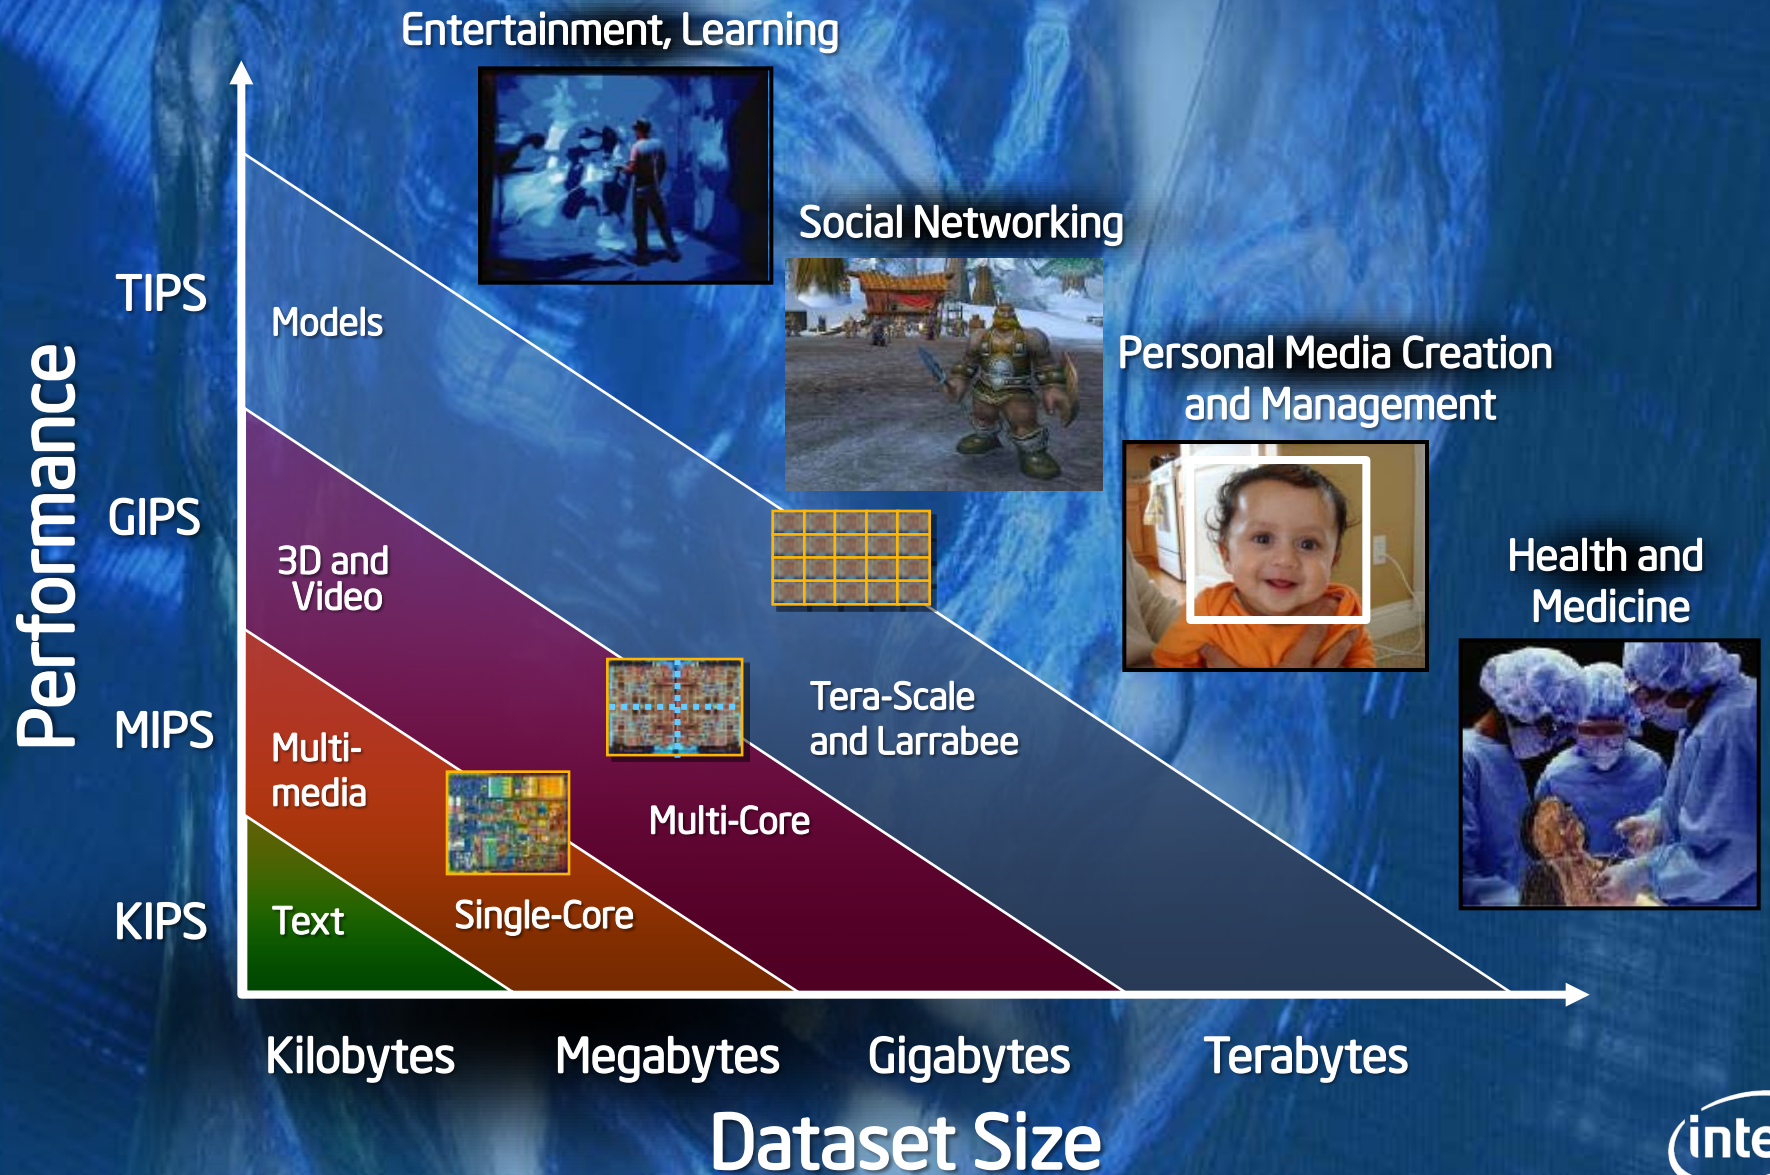 Entertainment, Learning
Social Networking
Personal Media Creation
and Management
Health and
Medicine
Performance
TIPS
GIPS
MIPS
KIPS
Models
3D and
Video
Multi-
media
Text
Tera-Scale
and Larrabee
Multi-Core
Single-Core
Kilobytes
Megabytes
Gigabytes
Terabytes
Dataset Size
inte